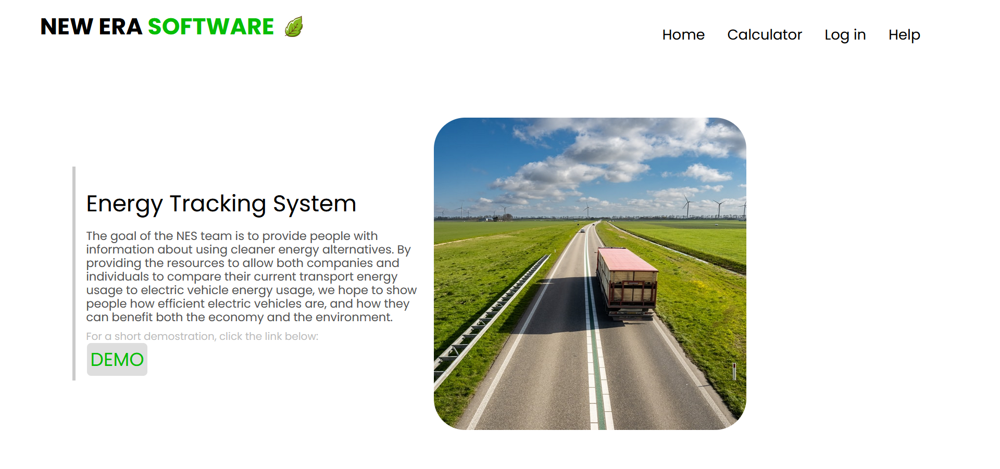 NEW ERA SOFTWARE
Home Calculator Log in Help
Energy Tracking System
The goal of the NES team is to provide people with
information about using cleaner energy alternatives. By
providing the resources to allow both companies and
individuals to compare their current transport energy
usage to electric vehicle energy usage, we hope to show
people how efficient electric vehicles are, and how they
can benefit both the economy and the environment.
For a short demostration, click the link below:
DEMO